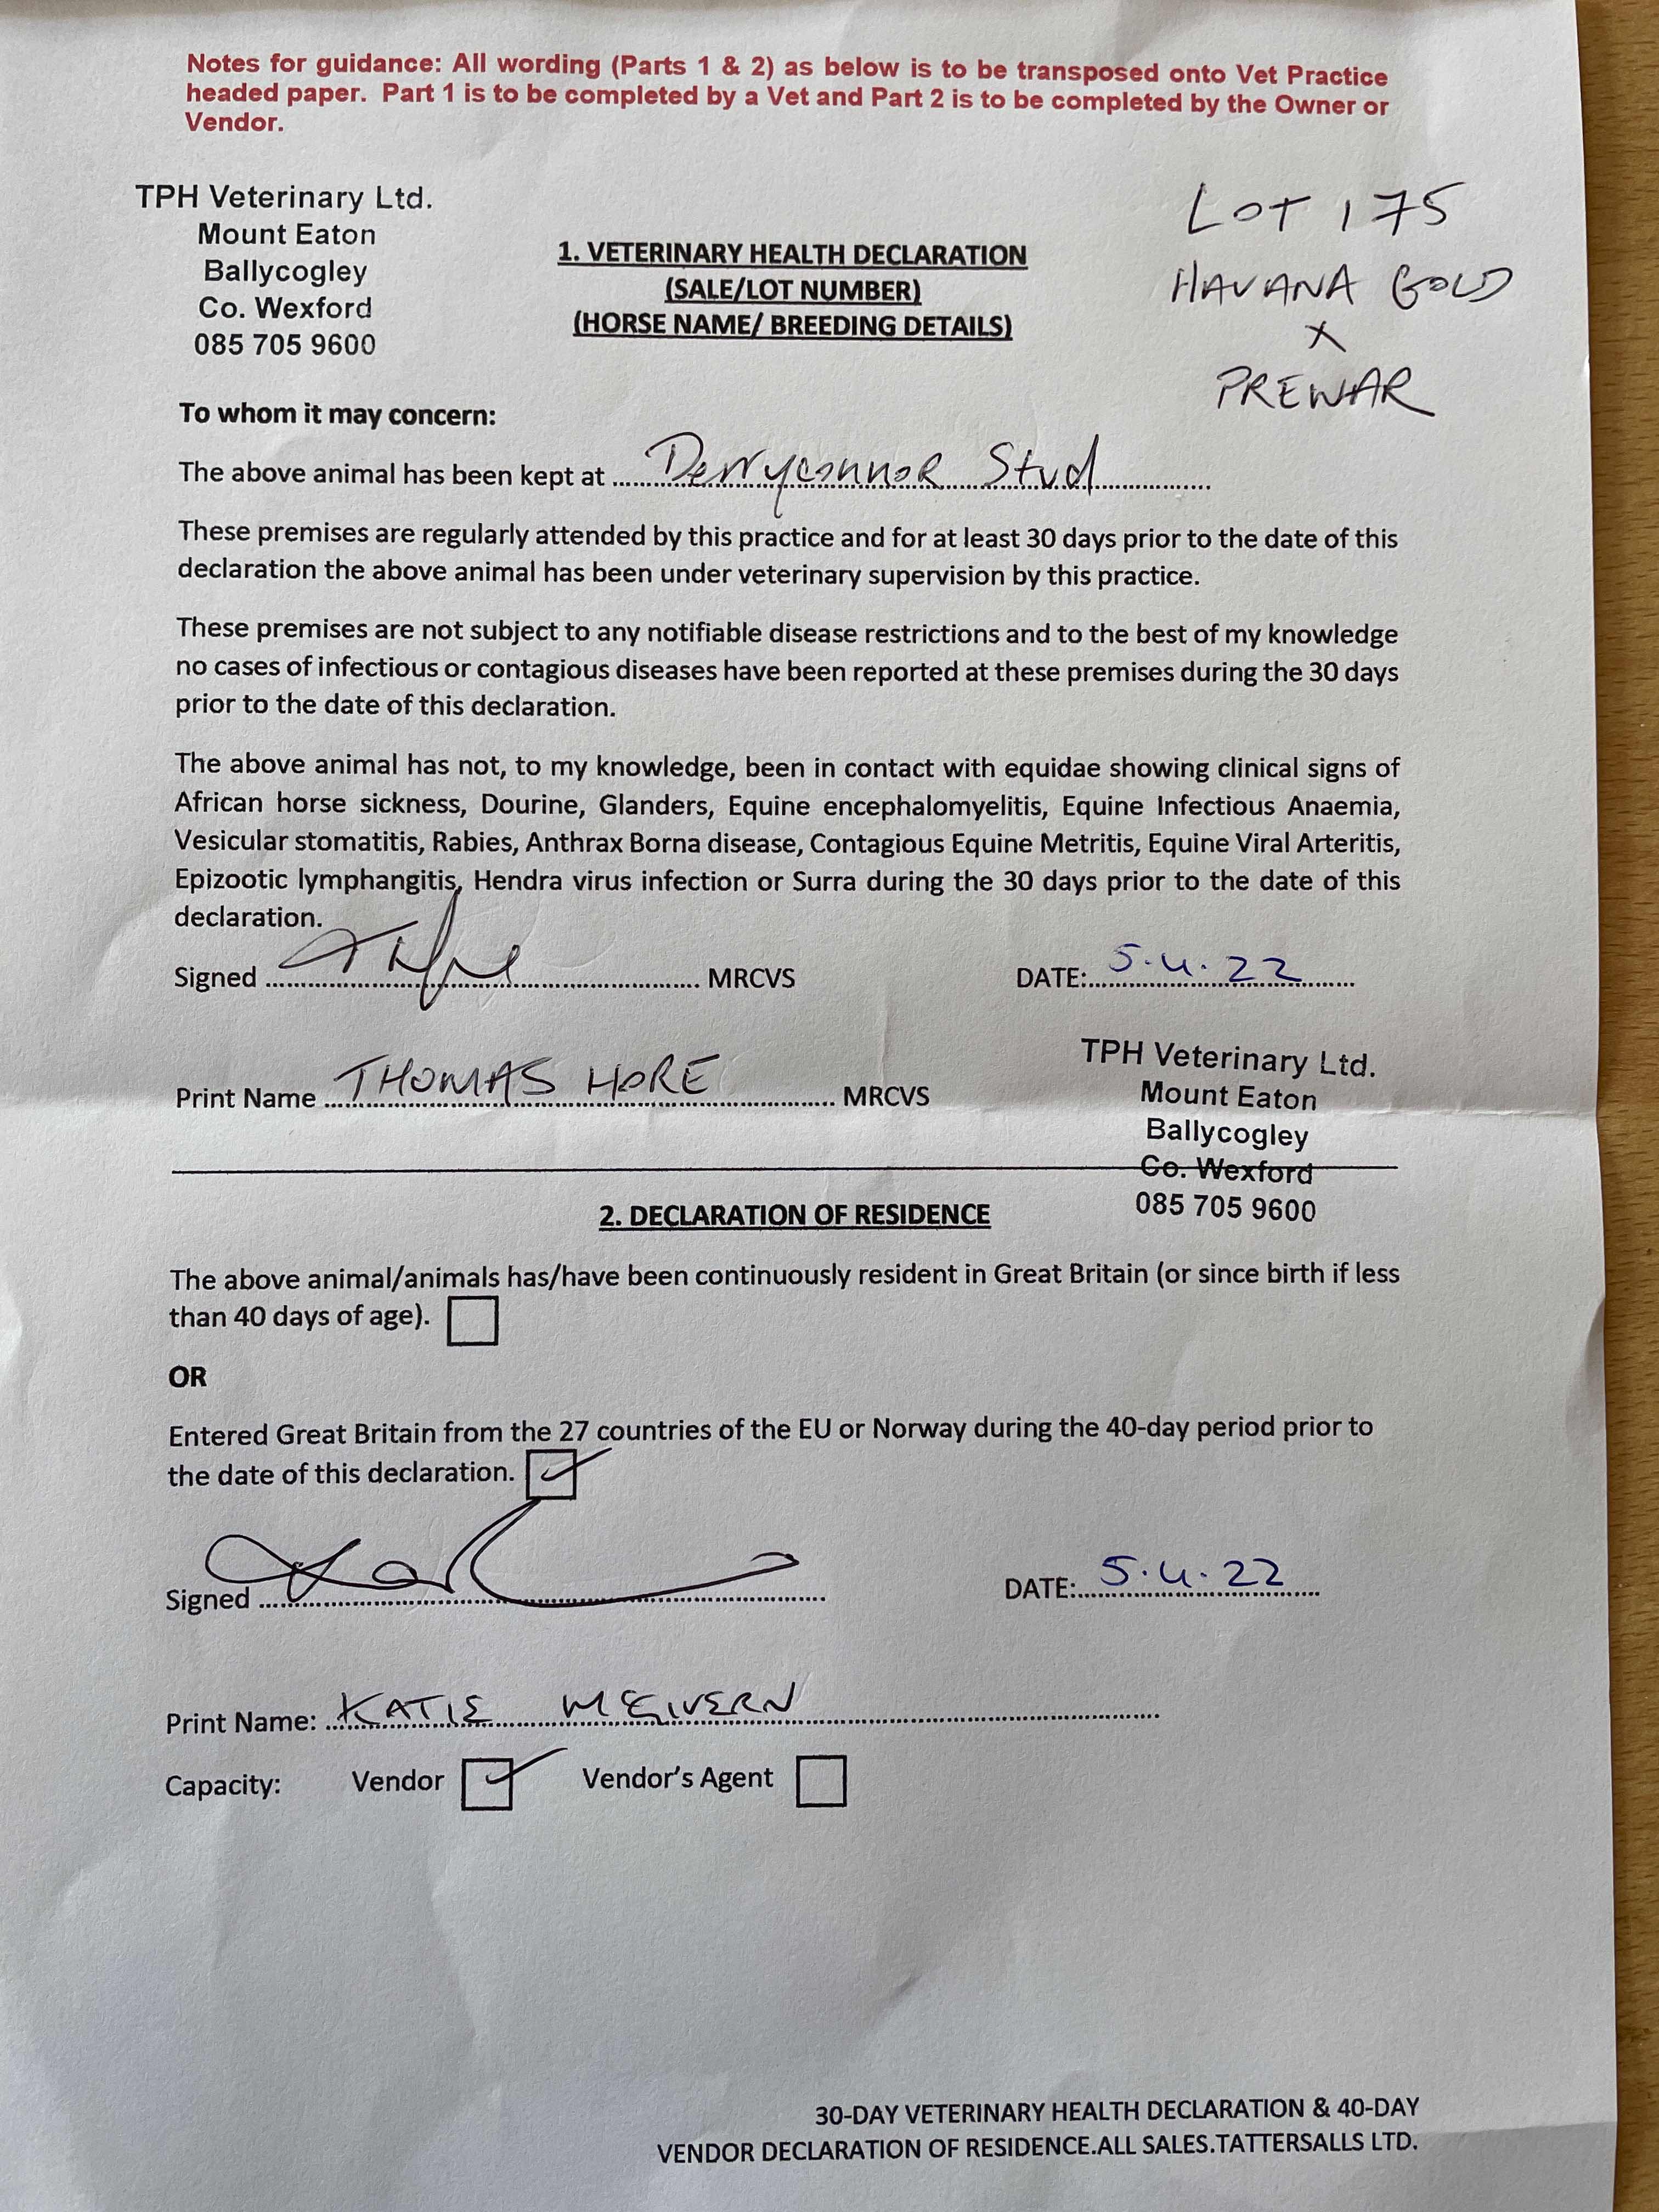 Notes for guidance: All wording (Parts 1 & 2) as below is to be transposed onto Vet Practice
headed paper. Part 1 is to be completed by a Vet and Part 2 is to be completed by the Owner or
Vendor.
TPH Veterinary Ltd.
Mount Eaton
Ballycogley
Co. Wexford
085 705 9600
1. VETERINARY HEALTH DECLARATION
(SALE/LOT NUMBER)
(HORSE NAME/ BREEDING DETAILS)
LOT 175
HAVANA GOLD
X
PREWAR
To whom it may concern:
The above animal has been kept at Derryconnor Stud
These premises are regularly attended by this practice and for at least 30 days prior to the date of this
declaration the above animal has been under veterinary supervision by this practice.
These premises are not subject to any notifiable disease restrictions and to the best of my knowledge
no cases of infectious or contagious diseases have been reported at these premises during the 30 days
prior to the date of this declaration.
The above animal has not, to my knowledge, been in contact with equidae showing clinical signs of
African horse sickness, Dourine, Glanders, Equine encephalomyelitis, Equine Infectious Anaemia,
Vesicular stomatitis, Rabies, Anthrax Borna disease, Contagious Equine Metritis, Equine Viral Arteritis,
Epizootic lymphangitis, Hendra virus infection or Surra during the 30 days prior to the date of this
declaration.
Signed MRCVS DATE: 5.4.22
Print Name THOMAS HORE MRCVS
TPH Veterinary Ltd.
Mount Eaton
Ballycogley
Co. Wexford
085 705 9600
2. DECLARATION OF RESIDENCE
The above animal/animals has/have been continuously resident in Great Britain (or since birth if less
than 40 days of age).
OR
Entered Great Britain from the 27 countries of the EU or Norway during the 40-day period prior to
the date of this declaration.
Signed DATE: 5.4.22
Print Name: KATIE MCGIVERN
Capacity: Vendor Vendor's Agent
30-DAY VETERINARY HEALTH DECLARATION & 40-DAY
VENDOR DECLARATION OF RESIDENCE.ALL SALES.TATTERSALLS LTD.